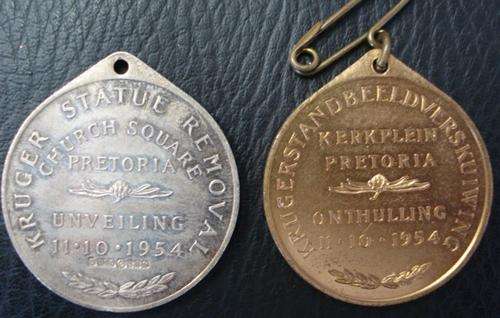 KRUGER STATUE REMOVAL
CHURCH SQUARE
PRETORIA
UNVEILING
11·10·1954
KRUGERSTANDBEELDVERSKUIWING
KERKPLEIN
PRETORIA
ONTHULLING
11·10·1954